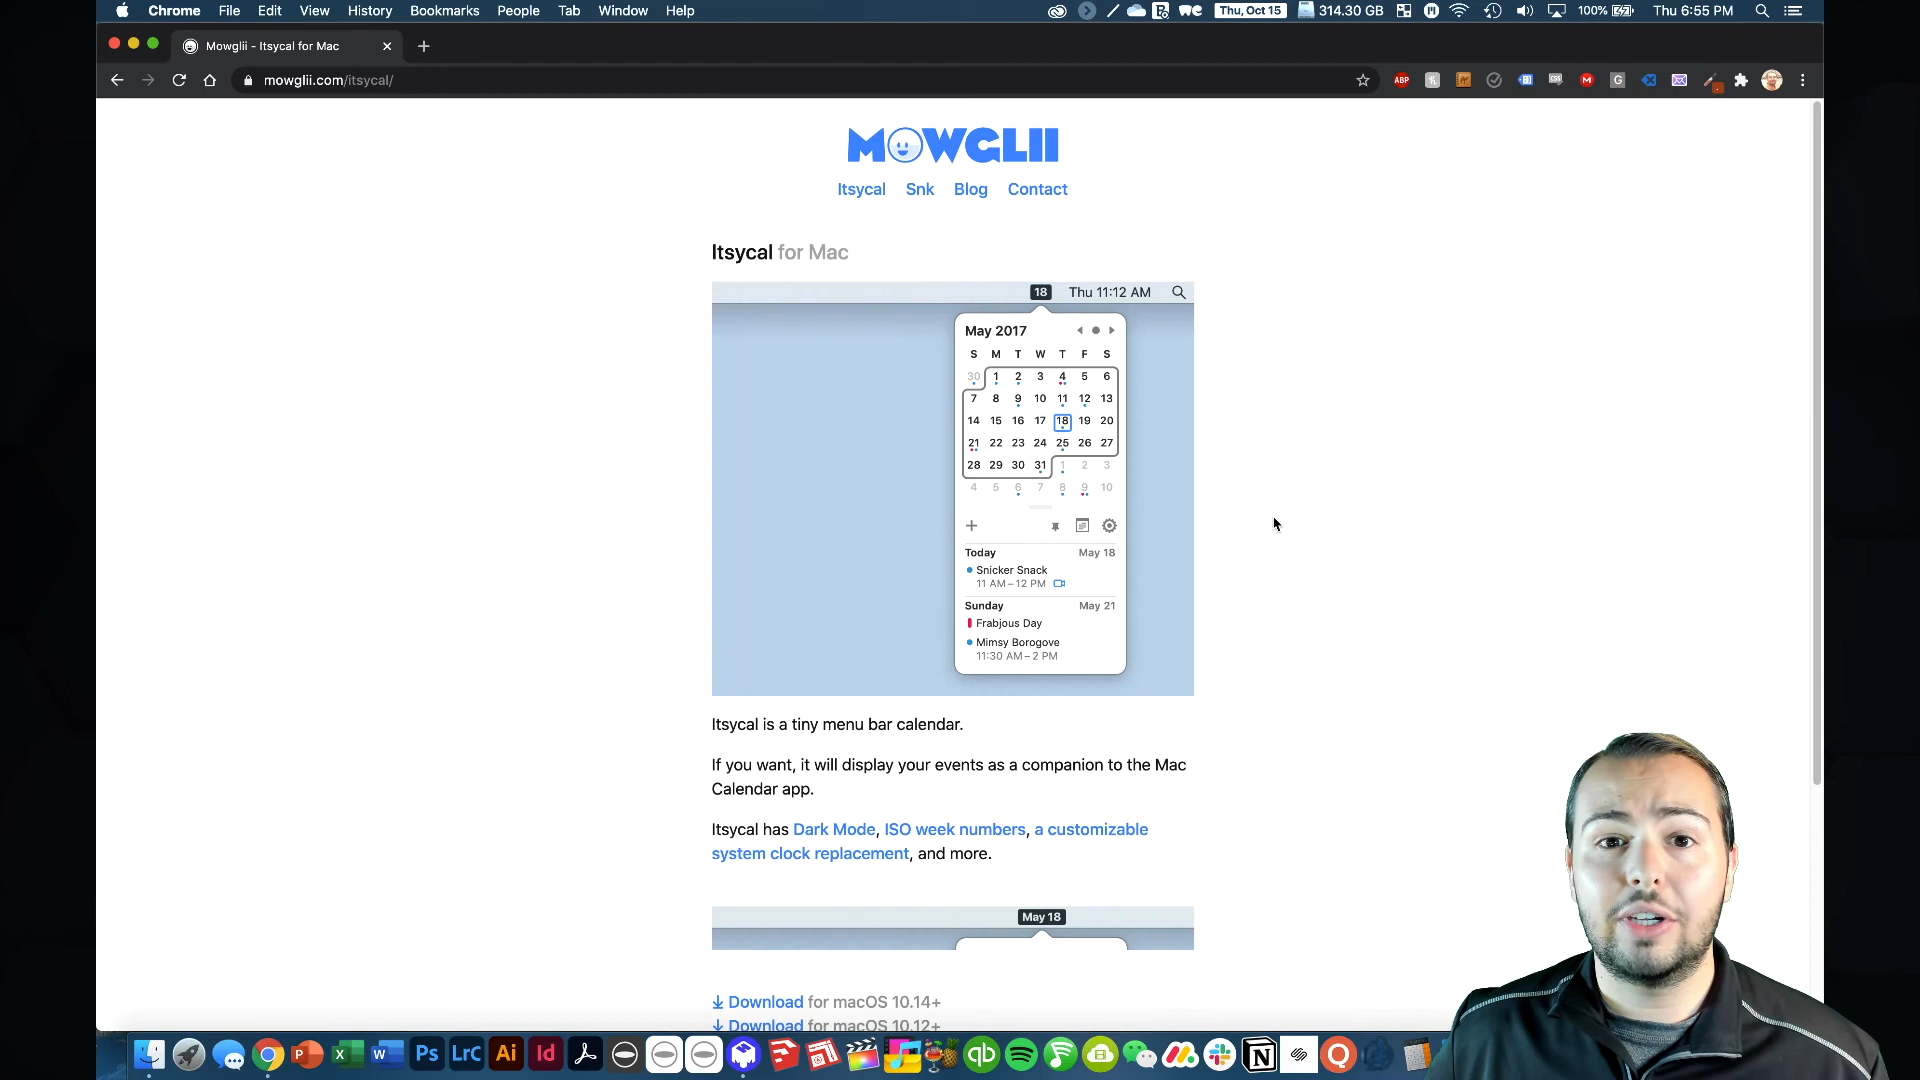 Chrome File Edit View History Bookmarks People Tab Window Help
Thu, Oct 15 314.30 GB 100% Thu 6:55 PM
Mowglii - Itsycal for Mac
mowglii.com/itsycal/
ABP
MOWGLII
Itsycal Snk Blog Contact
Itsycal for Mac
18 Thu 11:12 AM
May 2017
S M T W T F S
30 1 2 3 4 5 6
7 8 9 10 11 12 13
14 15 16 17 18 19 20
21 22 23 24 25 26 27
28 29 30 31 1 2 3
4 5 6 7 8 9 10
Today May 18
Snicker Snack
11 AM – 12 PM
Sunday May 21
Frabjous Day
Mimsy Borogove
11:30 AM – 2 PM
Itsycal is a tiny menu bar calendar.
If you want, it will display your events as a companion to the Mac
Calendar app.
Itsycal has Dark Mode, ISO week numbers, a customizable
system clock replacement, and more.
May 18
Download for macOS 10.14+
Download for macOS 10.12+
P X W Ps LrC Ai Id qb N Q